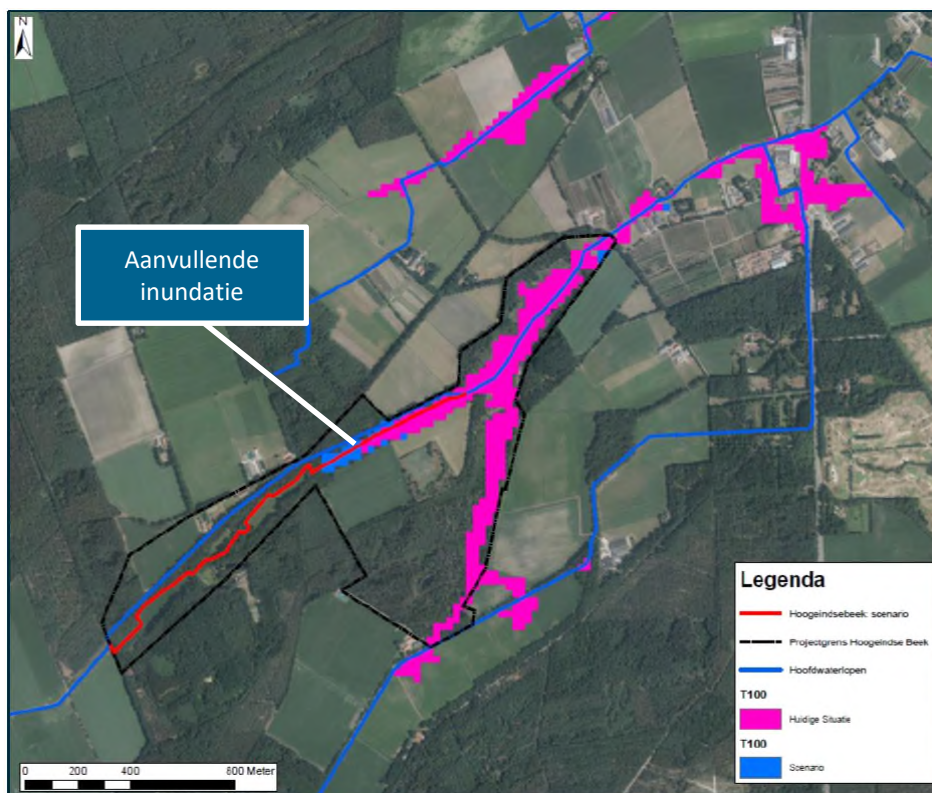 N
Aanvullende
inundatie
Legenda
Hoogeindsebeek: scenario
Projectgrens Hoogeindse Beek
Hoofdwaterlopen
T100
Huidige Situatie
T100
Scenario
0 200 400 800 Meter